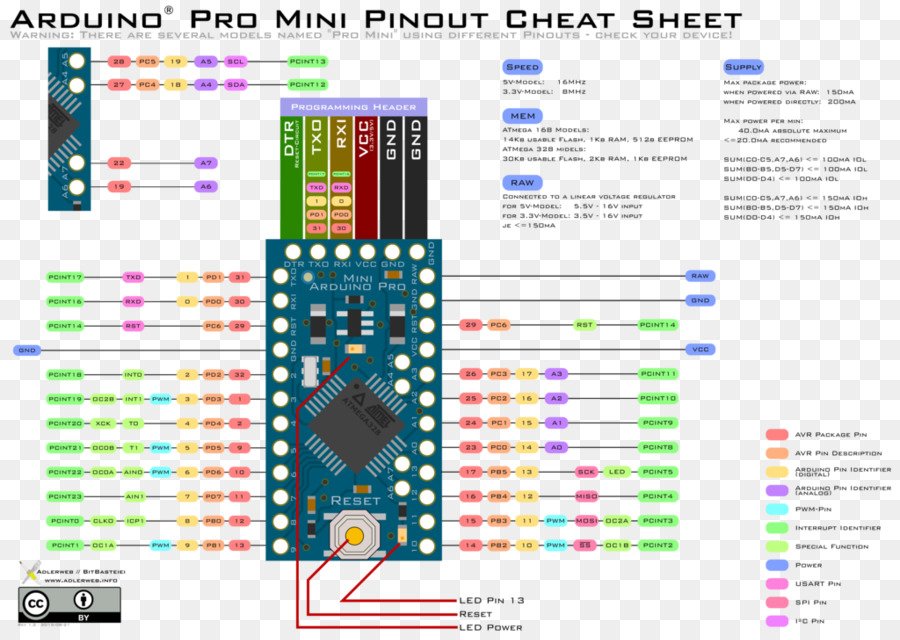 Arduino® Pro Mini Pinout Cheat Sheet
Warning: There are several models named "Pro Mini" using different Pinouts - check your device!
A4 A5
28 PC5 19 A5 SCL PCINT13
27 PC4 18 A4 SDA PCINT12
A6 A7
22 A7
19 A6
Programming Header
DTR
Reset-Circuit
TXO
RXI
VCC
(3.3V/5V)
GND
GND
TXD RXD
1 0
PD1 PD0
31 30
Speed
5V-Model: 16MHz
3.3V-Model: 8MHz
Mem
ATmega 168 Models:
14Kb usable Flash, 1Kb RAM, 512b EEPROM
ATMega 328 Midels:
30Kb usable Flash, 2Kb RAM, 1Kb EEPROM
RAW
Connected to a linear voltage regulator
for 5V-Model: 5.5V - 16V input
for 3.3V-Model: 3.5V - 16V input
Je <=150mA
Supply
Max package power:
when powered via RAW: 150mA
when powered directly: 200mA
Max power per min:
40.0mA absolute maximum
<=20.0mA recommended
Sum(C0-C5,A7,A6) <= 100mA IOL
Sum(B0-B5,D5-D7) <= 100mA IOL
Sum(D0-D4) <= 100mA IOL
Sum(C0-C5,A7,A6) <= 150mA IOH
Sum(B0-B5,D5-D7) <= 150mA IOH
Sum(D0-D4) <= 150mA IOH
DTR TXO RXI VCC GND GND
Mini
Arduino Pro
TXO RXI RST GND 2 3 4 5 6 7 8 9
RAW GND RST VCC A3 A2 A1 A0 13 12 11 10
A4 A5
A6 A7
ATMEL
ATMEGA328
Reset
PCINT17 TXD 1 PD1 31
PCINT16 RXD 0 PD0 30
PCINT14 RST PC6 29
GND
PCINT18 INT0 2 PD2 32
PCINT19 OC2B INT1 PWM 3 PD3 1
PCINT20 XCK T0 4 PD4 2
PCINT21 OC0B T1 PWM 5 PD5 9
PCINT22 OC0A AIN0 PWM 6 PD6 10
PCINT23 AIN1 7 PD7 11
PCINT0 CLKO ICP1 8 PB0 12
PCINT1 OC1A PWM 9 PB1 13
RAW
GND
29 PC6 RST PCINT14
VCC
26 PC3 17 A3 PCINT11
25 PC2 16 A2 PCINT10
24 PC1 15 A1 PCINT9
23 PC0 14 A0 PCINT8
17 PB5 13 SCK LED PCINT5
16 PB4 12 MISO PCINT4
15 PB3 11 PWM MOSI OC2A PCINT3
14 PB2 10 PWM SS OC1B PCINT2
AVR Package Pin
AVR Pin Description
Arduino Pin Identifier
(digital)
Arduino Pin Identifier
(analog)
PWM-Pin
Interrupt Identifier
Special Function
Power
USART Pin
SPI Pin
I²C Pin
LED Pin 13
Reset
LED Power
Adlerweb // BitBastelei
www.adlerweb.info
cc
BY